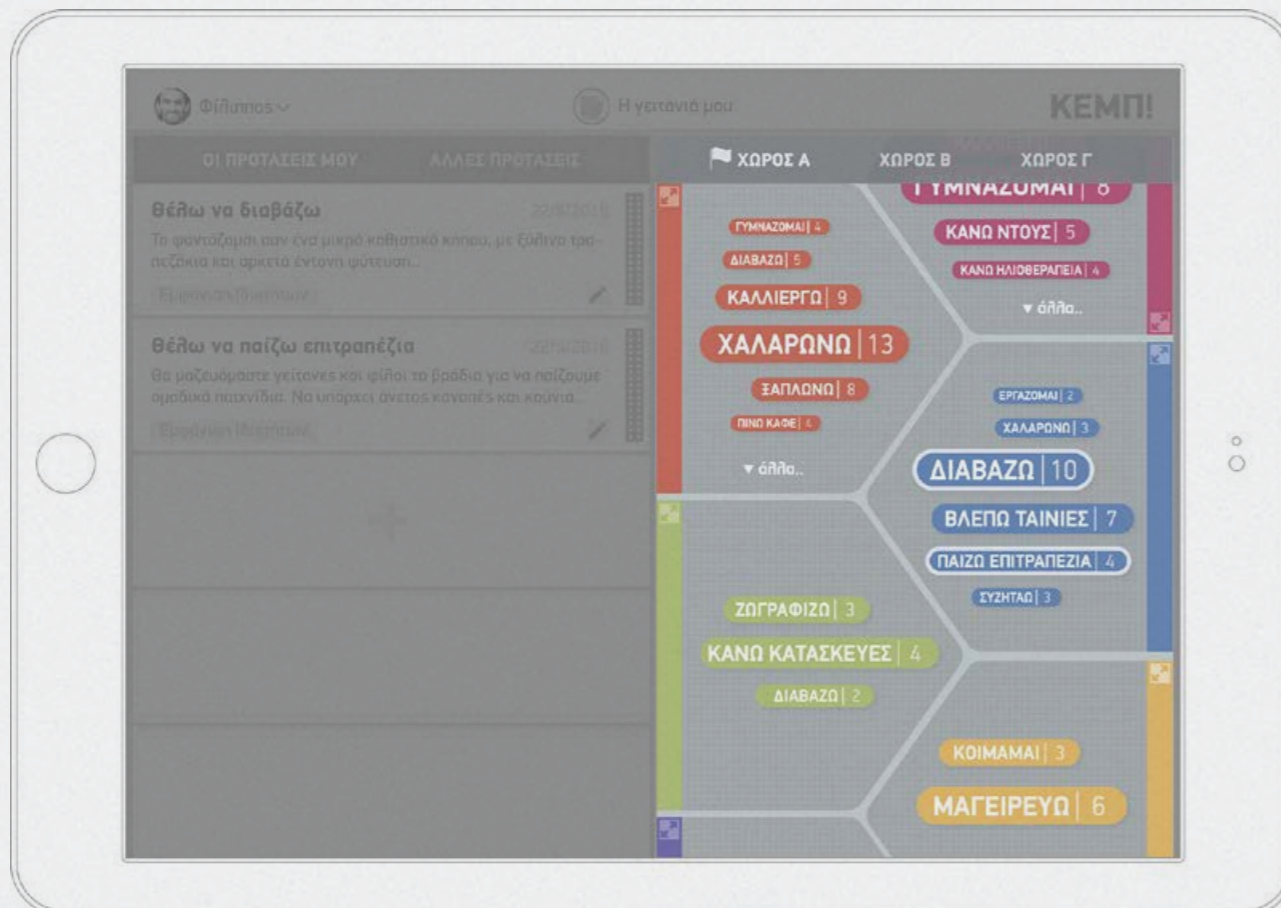 Φίλιππος
Η γειτονιά μου
ΚΕΜΠ!
ΟΙ ΠΡΟΤΑΣΕΙΣ ΜΟΥ
ΑΛΛΕΣ ΠΡΟΤΑΣΕΙΣ
Θέλω να διαβάζω
Το φαντάζομαι σαν ένα μικρό καθιστικό κήπου, με ξύλινα τρα-
πεζάκια και αρκετά έντονη φύτευση..
Θέλω να παίζω επιτραπέζια
Θα μαζευόμαστε γείτονες και φίλοι τα βράδια για να παίζουμε
ομαδικά παιχνίδια. Να υπάρχει άνετος καναπές και κούνια...
ΧΩΡΟΣ Α
ΧΩΡΟΣ Β
ΧΩΡΟΣ Γ
ΓΥΜΝΑΖΟΜΑΙ | 4
ΔΙΑΒΑΖΩ | 5
ΚΑΛΛΙΕΡΓΩ | 9
ΧΑΛΑΡΩΝΩ | 13
ΞΑΠΛΩΝΩ | 8
ΠΙΝΩ ΚΑΦΕ | 4
▼ άλλα..
ΓΥΜΝΑΖΟΜΑΙ | 8
ΚΑΝΩ ΝΤΟΥΣ | 5
ΚΑΝΩ ΗΛΙΟΘΕΡΑΠΕΙΑ | 4
▼ άλλα..
ΕΡΓΑΖΟΜΑΙ | 2
ΧΑΛΑΡΩΝΩ | 3
ΔΙΑΒΑΖΩ | 10
ΒΛΕΠΩ ΤΑΙΝΙΕΣ | 7
ΠΑΙΖΩ ΕΠΙΤΡΑΠΕΖΙΑ | 4
ΣΥΖΗΤΑΩ | 3
ΖΩΓΡΑΦΙΖΩ | 3
ΚΑΝΩ ΚΑΤΑΣΚΕΥΕΣ | 4
ΔΙΑΒΑΖΩ | 2
ΚΟΙΜΑΜΑΙ | 3
ΜΑΓΕΙΡΕΥΩ | 6